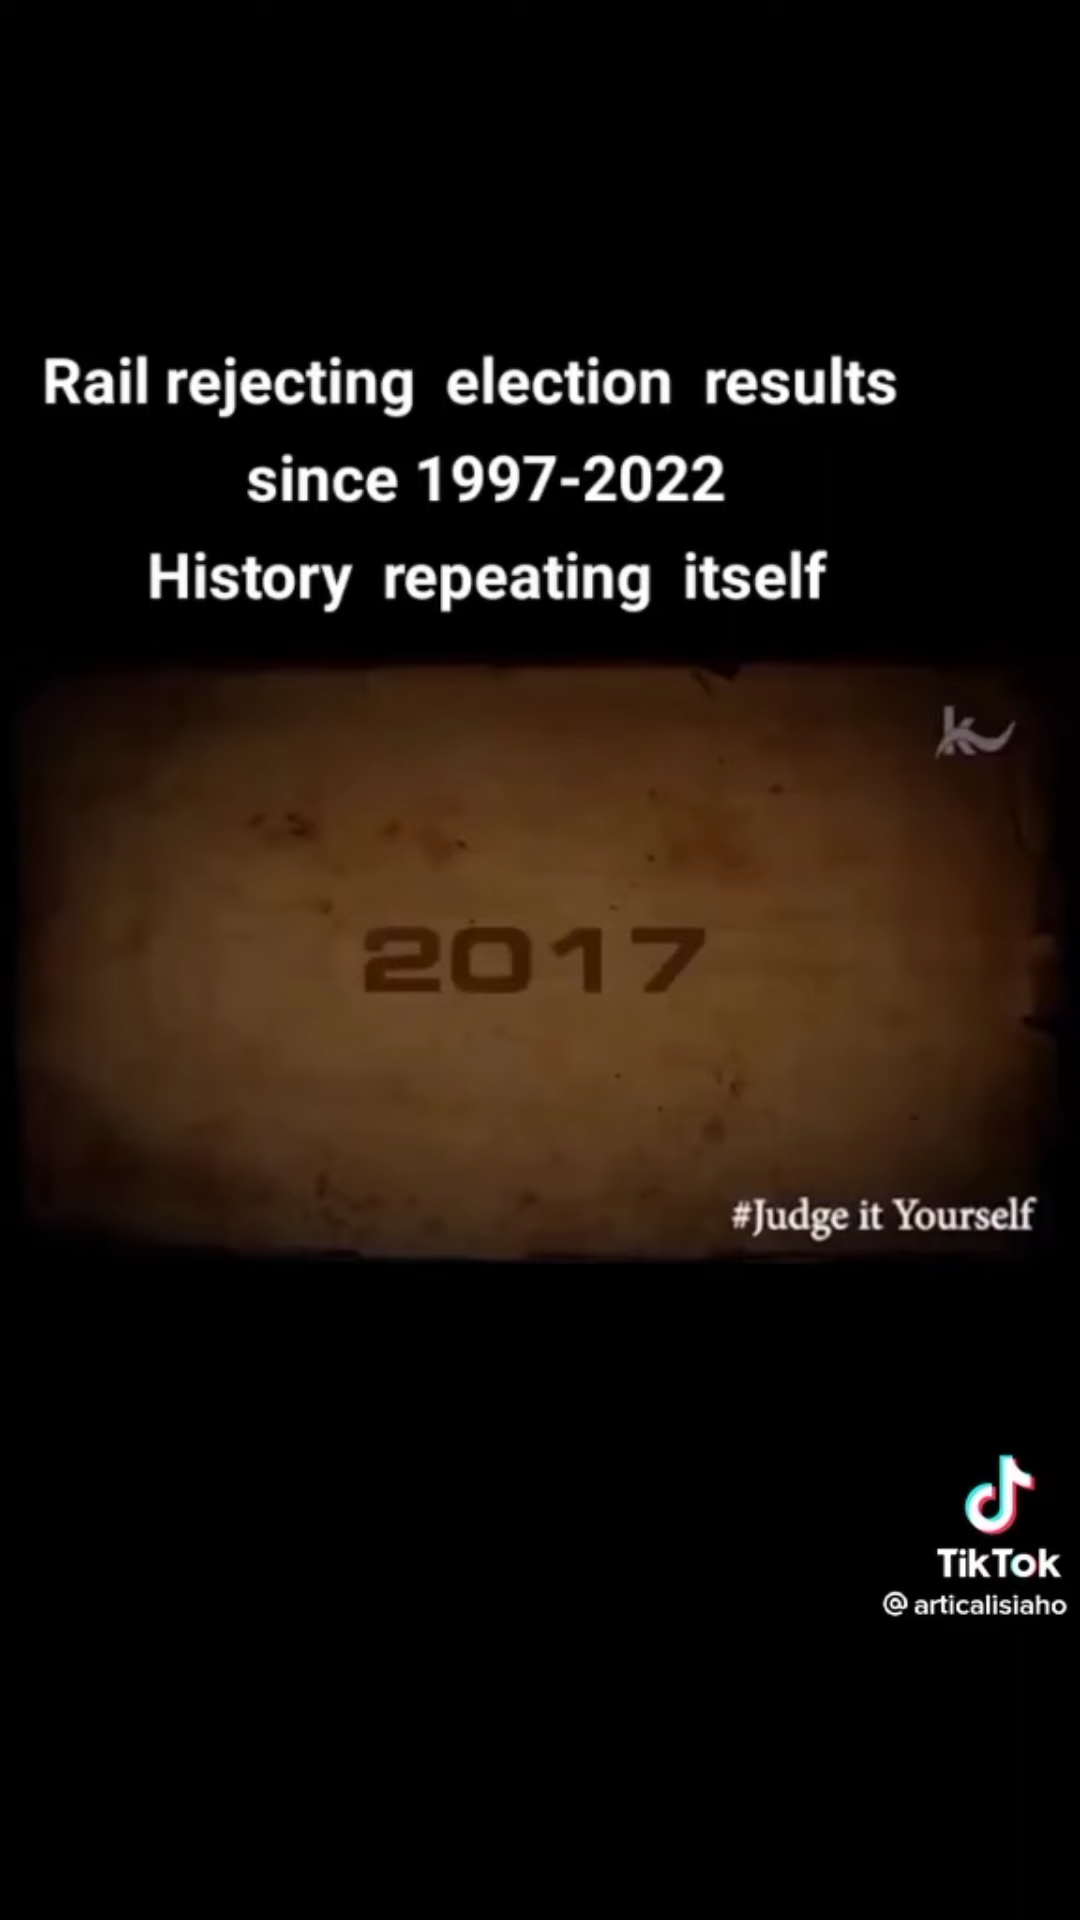 Rail rejecting election results
since 1997-2022
History repeating itself
k
2017
#Judge it Yourself
TikTok
@articalisiaho